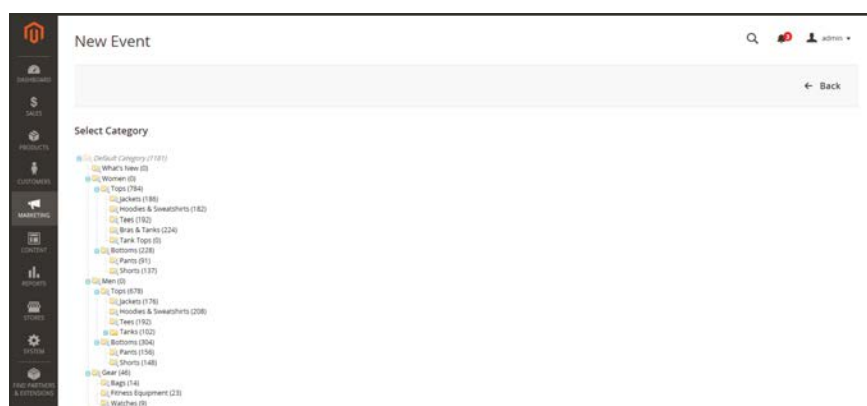 New Event
3
admin
DASHBOARD
$
SALES
PRODUCTS
CUSTOMERS
MARKETING
CONTENT
REPORTS
STORES
SYSTEM
FIND PARTNERS
& EXTENSIONS
← Back
Select Category
Default Category (1181)
What's New (0)
Women (0)
Tops (784)
Jackets (186)
Hoodies & Sweatshirts (182)
Tees (192)
Bras & Tanks (224)
Tank Tops (0)
Bottoms (228)
Pants (91)
Shorts (137)
Men (0)
Tops (678)
Jackets (176)
Hoodies & Sweatshirts (208)
Tees (192)
Tanks (102)
Bottoms (304)
Pants (156)
Shorts (148)
Gear (46)
Bags (14)
Fitness Equipment (23)
Watches (9)